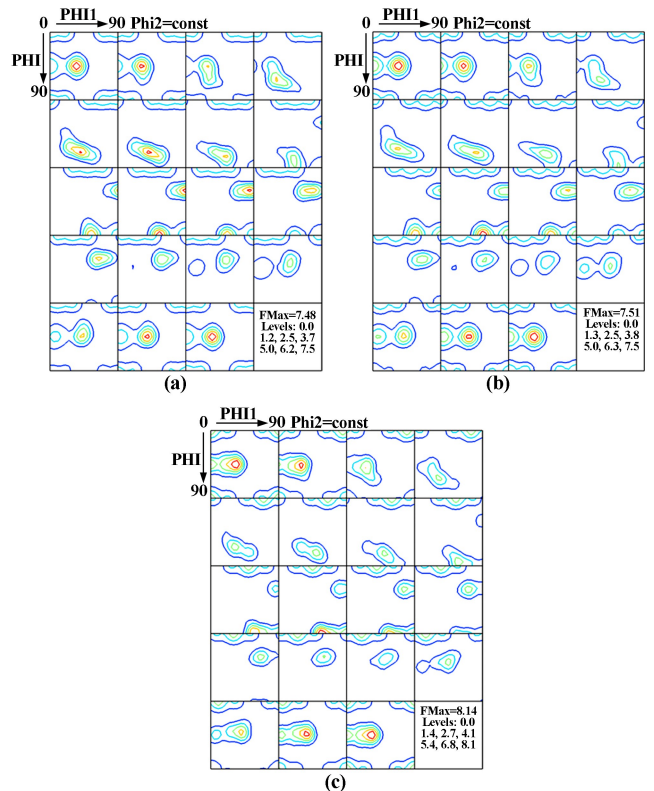 0 PHI1 90 Phi2=const
PHI
90
FMax=7.48
Levels: 0.0
1.2, 2.5, 3.7
5.0, 6.2, 7.5
(a)
0 PHI1 90 Phi2=const
PHI
90
FMax=7.51
Levels: 0.0
1.3, 2.5, 3.8
5.0, 6.3, 7.5
(b)
0 PHI1 90 Phi2=const
PHI
90
FMax=8.14
Levels: 0.0
1.4, 2.7, 4.1
5.4, 6.8, 8.1
(c)